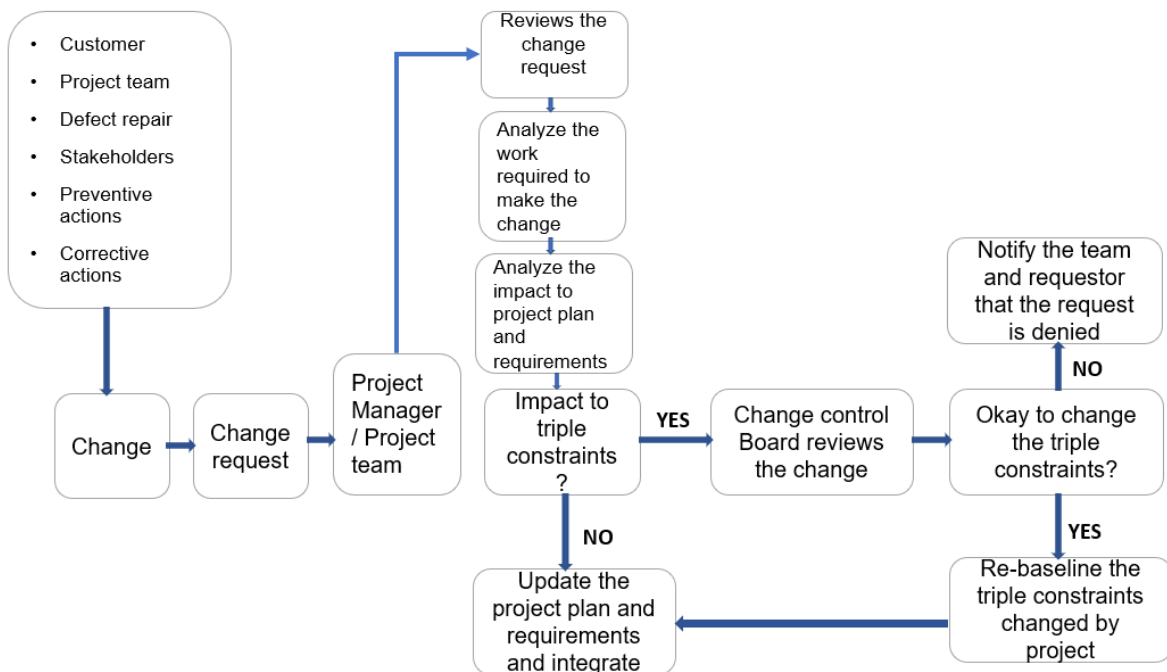 • Customer
• Project team
• Defect repair
• Stakeholders
• Preventive
actions
• Corrective
actions
Change
Change
request
Project
Manager
/ Project
team
Reviews the
change
request
Analyze the
work
required to
make the
change
Analyze the
impact to
project plan
and
requirements
Impact to
triple
constraints
?
YES
Change control
Board reviews
the change
Okay to change
the triple
constraints?
NO
Notify the team
and requestor
that the request
is denied
YES
Re-baseline the
triple constraints
changed by
project
NO
Update the
project plan and
requirements
and integrate